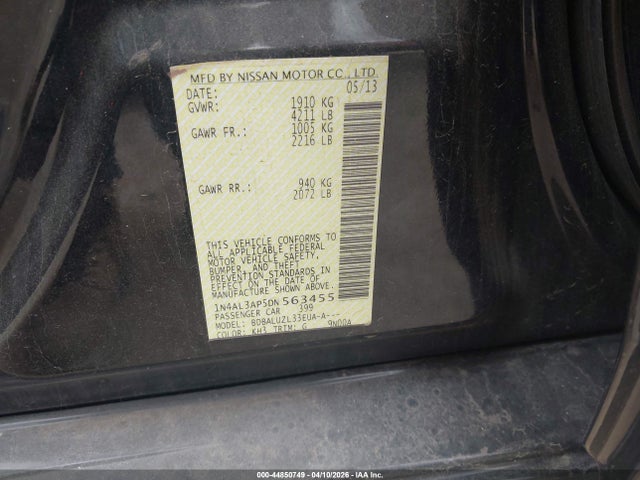 MFD BY NISSAN MOTOR CO., LTD.
DATE: 05/13
GVWR: 1910 KG
4211 LB
GAWR FR.: 1005 KG
2216 LB
GAWR RR.: 940 KG
2072 LB
THIS VEHICLE CONFORMS TO
ALL APPLICABLE FEDERAL
MOTOR VEHICLE SAFETY,
BUMPER, AND THEFT
PREVENTION STANDARDS IN
EFFECT ON THE DATE OF
MANUFACTURE SHOWN ABOVE.
1N4AL3AP5DN563455
PASSENGER CAR 399
MODEL: BDBALUZL33EUA-A---
COLOR: KH3 TRIM: G 9N00A
000-44850749 - 04/10/2026 - IAA Inc.